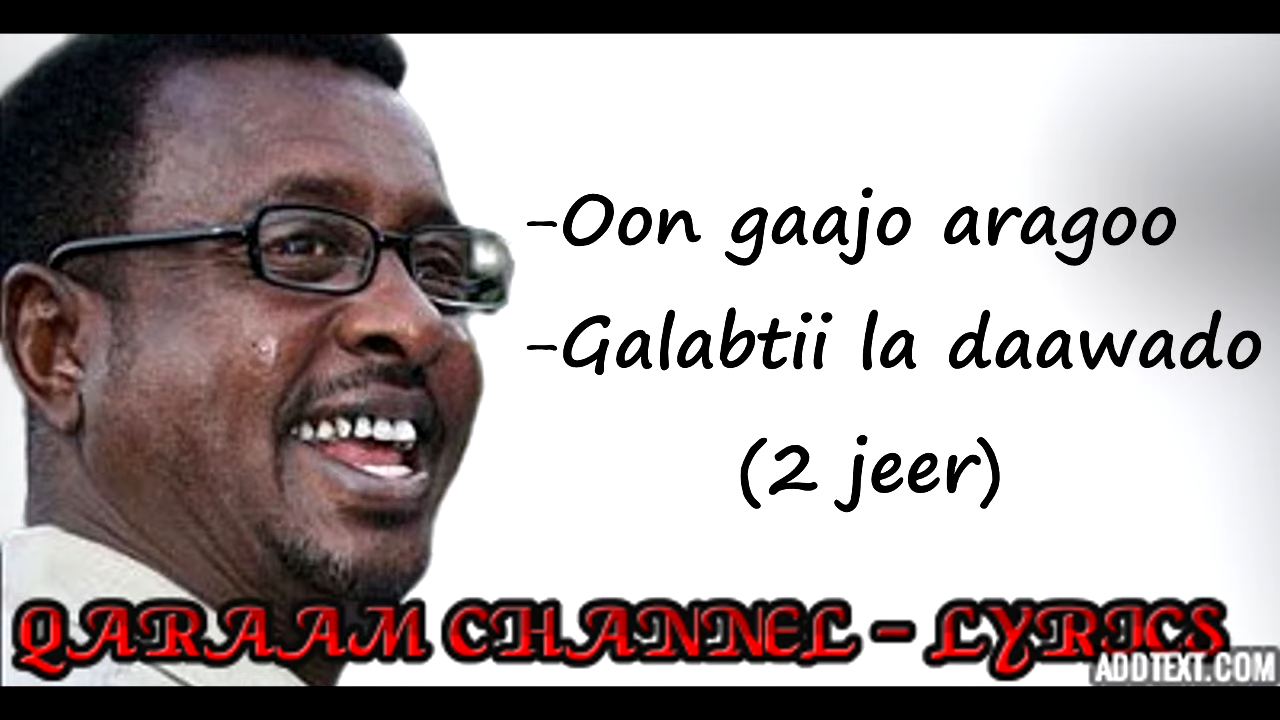 -Oon gaajo aragoo
-Galabtii la daawado
(2 jeer)
QARAAM CHANNEL - LYRICS
ADDTEXT.COM